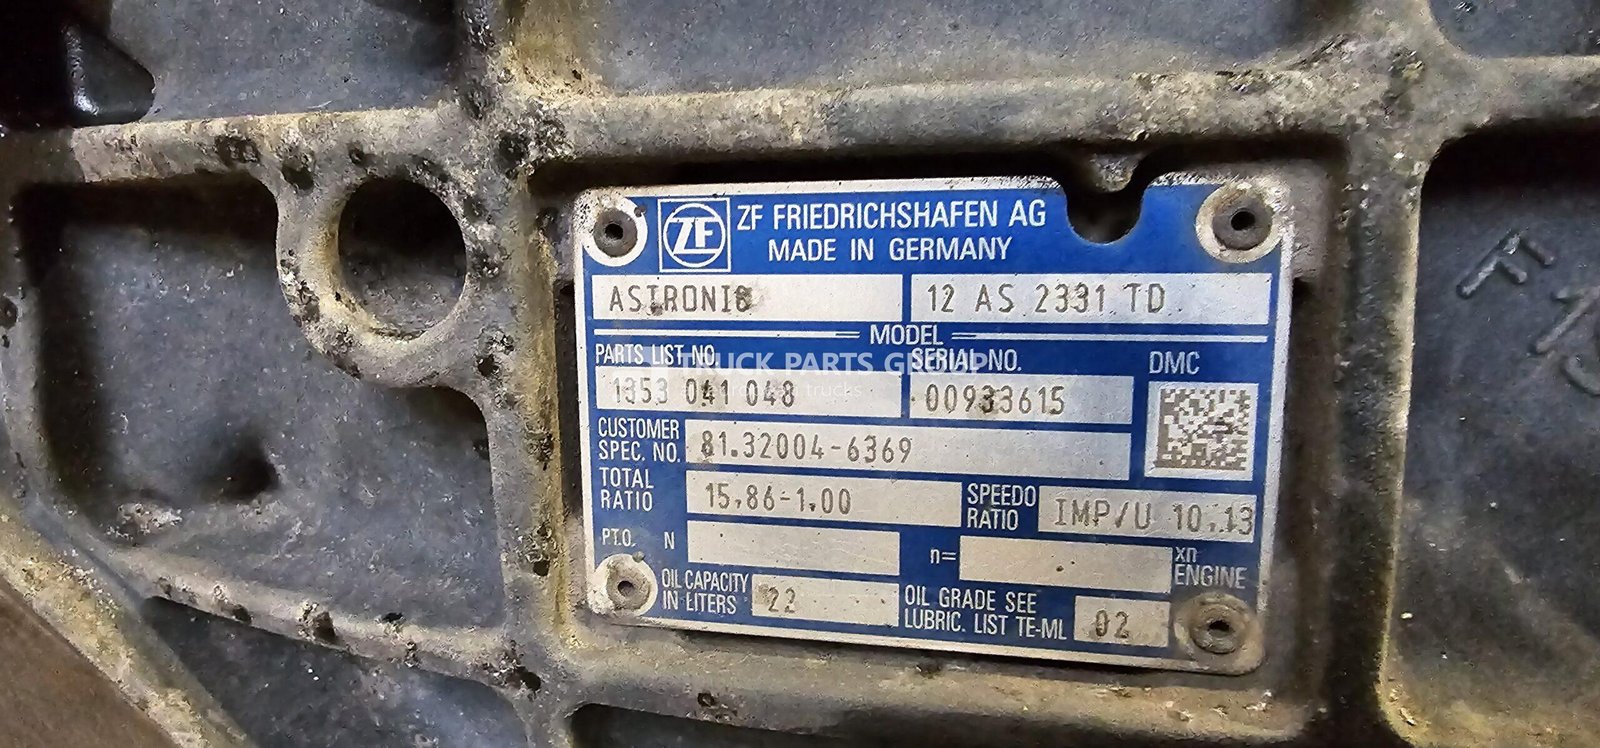 ZF
ZF FRIEDRICHSHAFEN AG
MADE IN GERMANY
ASTRONIC
12 AS 2331 TD
MODEL
PARTS LIST NO.
SERIAL NO.
DMC
TRUCK PARTS GROUP
trucks
1353 041 048
00933615
CUSTOMER
SPEC. NO.
81.32004-6369
TOTAL
RATIO
15,86-1,00
SPEEDO
RATIO
IMP/U 10,13
P.T.O. N
n=
xn
ENGINE
OIL CAPACITY
IN LITERS
22
OIL GRADE SEE
LUBRIC. LIST TE-ML
02